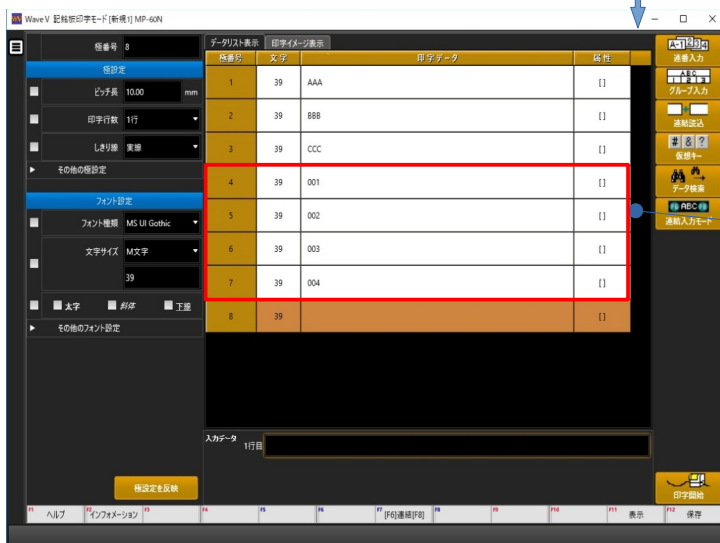 Wave V 記銘板印字モード [新規1] MP-60N
極番号 8
極設定
ピッチ長 10.00 mm
印字行数 1行
しきり線 実線
その他の極設定
フォント設定
フォント種類 MS UI Gothic
文字サイズ M文字
39
太字 斜体 下線
その他のフォント設定
極設定を反映
データリスト表示 印字イメージ表示
極番号 文字 印字データ 属性
1 39 AAA []
2 39 BBB []
3 39 CCC []
4 39 001 []
5 39 002 []
6 39 003 []
7 39 004 []
8 39 []
入力データ
1行目
A-1234
連番入力
ABC
123
グループ入力
連結読込
# & ?
仮想キー
データ検索
ABC
連結入力モード
印字開始
F1 ヘルプ F2 インフォメーション F3 F4 F5 F6 F7 [F6]連結[F8] F8 F9 F10 F11 表示 F12 保存